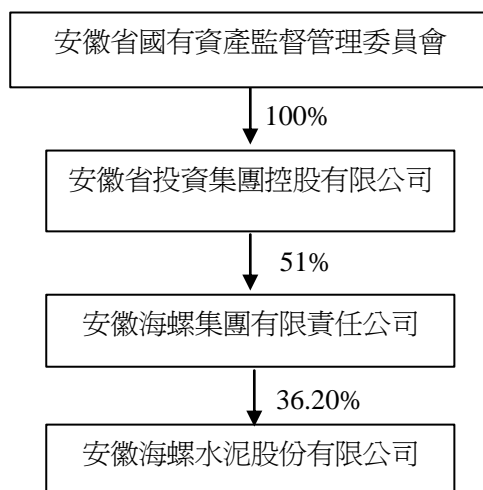 安徽省國有資產監督管理委員會
100%
安徽省投資集團控股有限公司
51%
安徽海螺集團有限責任公司
36.20%
安徽海螺水泥股份有限公司